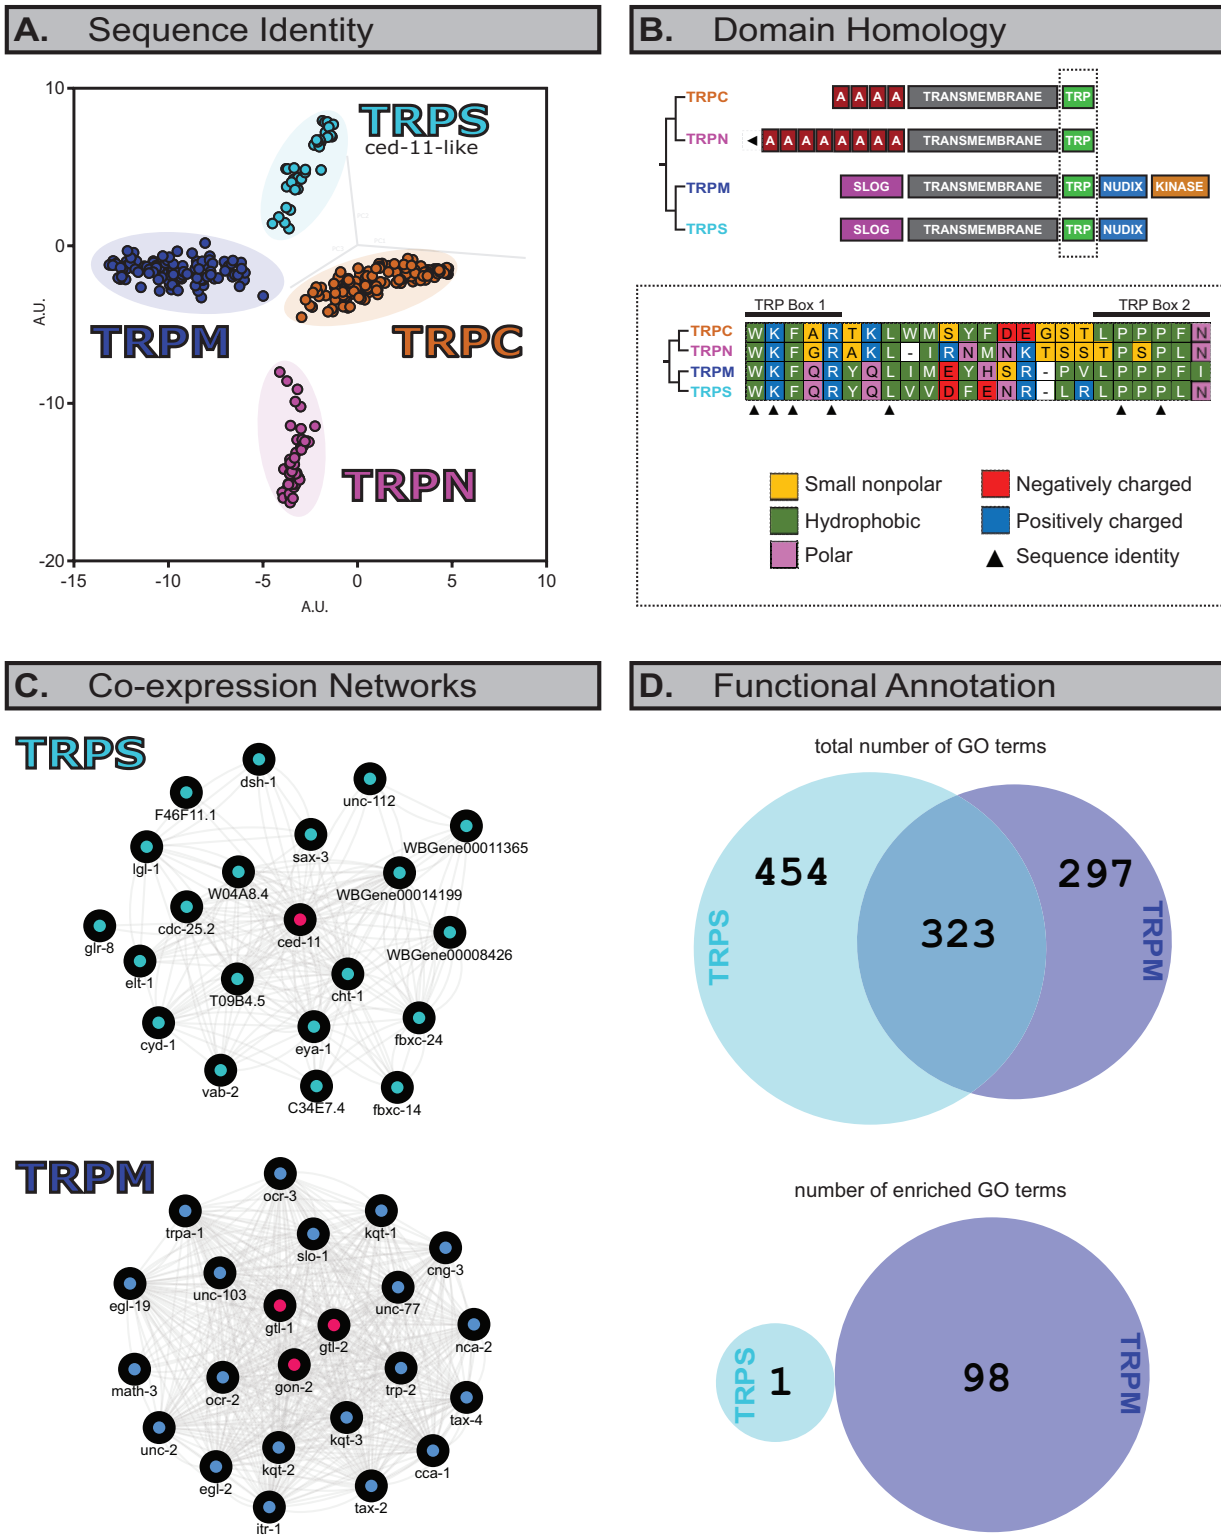 A. Sequence Identity
10
0
-10
-20
-15
-10
-5
0
5
10
A.U.
A.U.
TRPS
ced-11-like
TRPM
TRPC
TRPN
B. Domain Homology
TRPC A A A A TRANSMEMBRANE TRP
TRPN A A A A A A A A TRANSMEMBRANE TRP
TRPM SLOG TRANSMEMBRANE TRP NUDIX KINASE
TRPS SLOG TRANSMEMBRANE TRP NUDIX
TRP Box 1 TRP Box 2
TRPC W K F A R T K L W M S Y F D E G S T L P P P F N
TRPN W K F G R A K L - I R N M N K T S S T P S P L N
TRPM W K F Q R Y Q L I M E Y H S R - P V L P P P F I
TRPS W K F Q R Y Q L V V D F E N R - L R L P P P L N
Small nonpolar
Hydrophobic
Polar
Negatively charged
Positively charged
▲ Sequence identity
C. Co-expression Networks
TRPS
dsh-1
unc-112
F46F11.1
sax-3
WBGene00011365
lgl-1
W04A8.4
WBGene00014199
cdc-25.2
ced-11
glr-8
WBGene00008426
elt-1
T09B4.5
cht-1
cyd-1
eya-1
fbxc-24
vab-2
C34E7.4
fbxc-14
TRPM
ocr-3
trpa-1
kqt-1
slo-1
cng-3
egl-19
unc-103
unc-77
gtl-1
gtl-2
nca-2
math-3
ocr-2
gon-2
trp-2
tax-4
unc-2
kqt-3
kqt-2
cca-1
egl-2
tax-2
itr-1
D. Functional Annotation
total number of GO terms
454
323
297
TRPS
TRPM
number of enriched GO terms
TRPS
1
98
TRPM